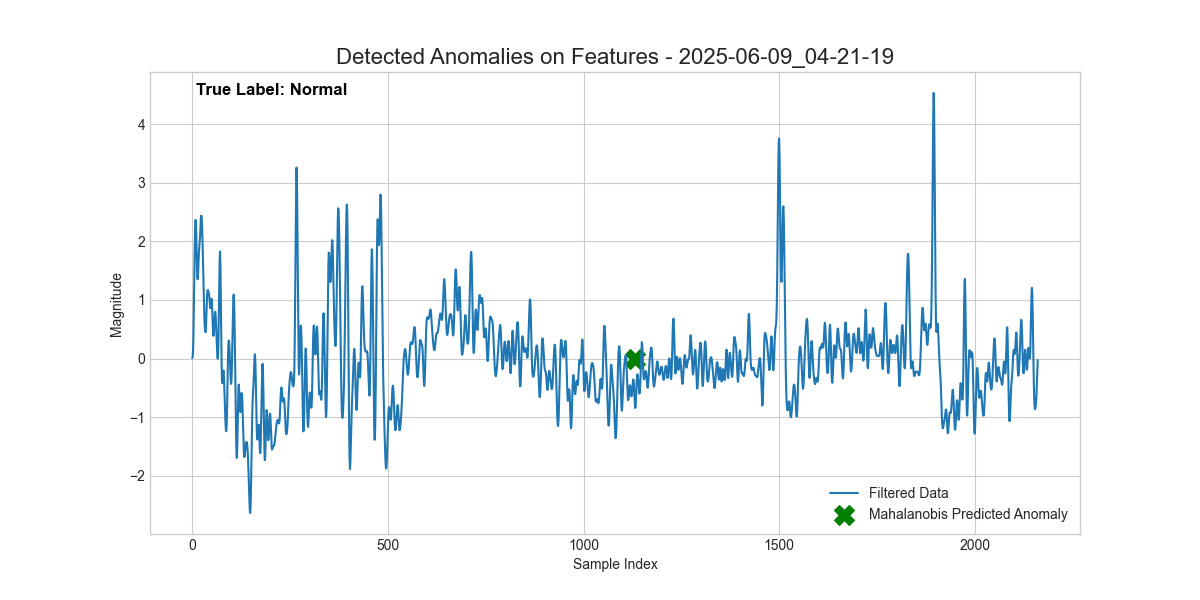 Detected Anomalies on Features - 2025-06-09_04-21-19
True Label: Normal
4
3
2
1
0
−1
−2
Magnitude
Filtered Data
Mahalanobis Predicted Anomaly
0 500 1000 1500 2000
Sample Index